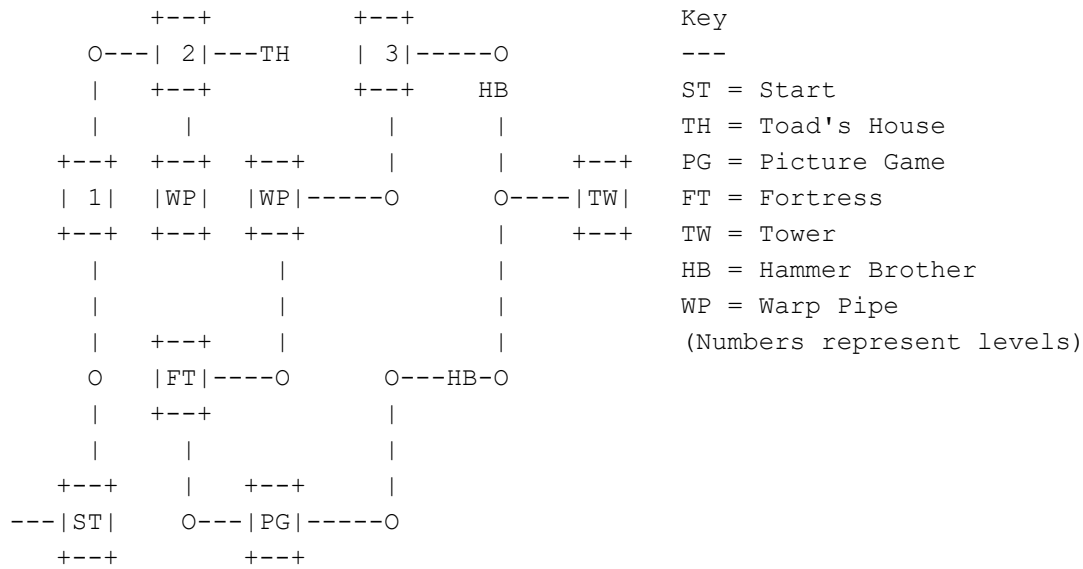 +--+          +--+                 Key
     O---| 2|---TH    | 3|-----O          ---
     |   +--+         +--+    HB          ST = Start
     |     |            |      |          TH = Toad's House
   +--+  +--+  +--+     |      |    +--+  PG = Picture Game
   | 1|  |WP|  |WP|-----O      O----|TW|  FT = Fortress
   +--+  +--+  +--+            |    +--+  TW = Tower
     |           |             |          HB = Hammer Brother
     |           |             |          WP = Warp Pipe
     |   +--+    |             |          (Numbers represent levels)
     O   |FT|----O      O---HB-O
     |   +--+           |
     |     |            |
   +--+    |   +--+     |
---|ST|    O---|PG|-----O
   +--+        +--+